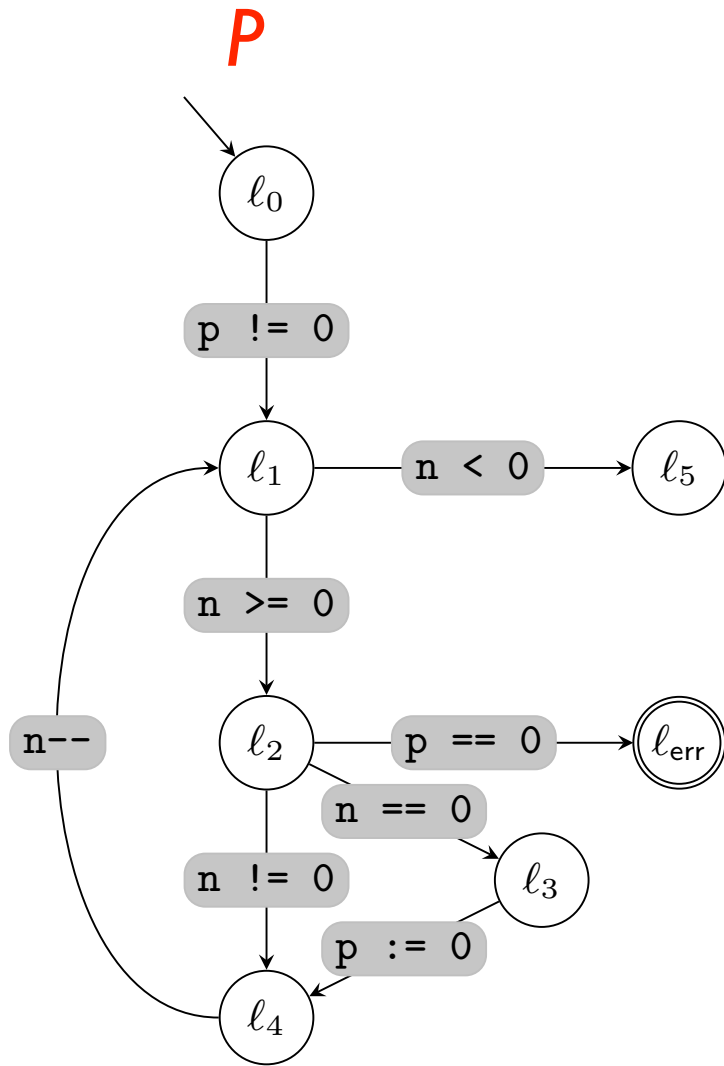 P
ℓ0
p != 0
ℓ1
n < 0
ℓ5
n >= 0
n--
ℓ2
p == 0
ℓerr
n == 0
n != 0
ℓ3
p := 0
ℓ4